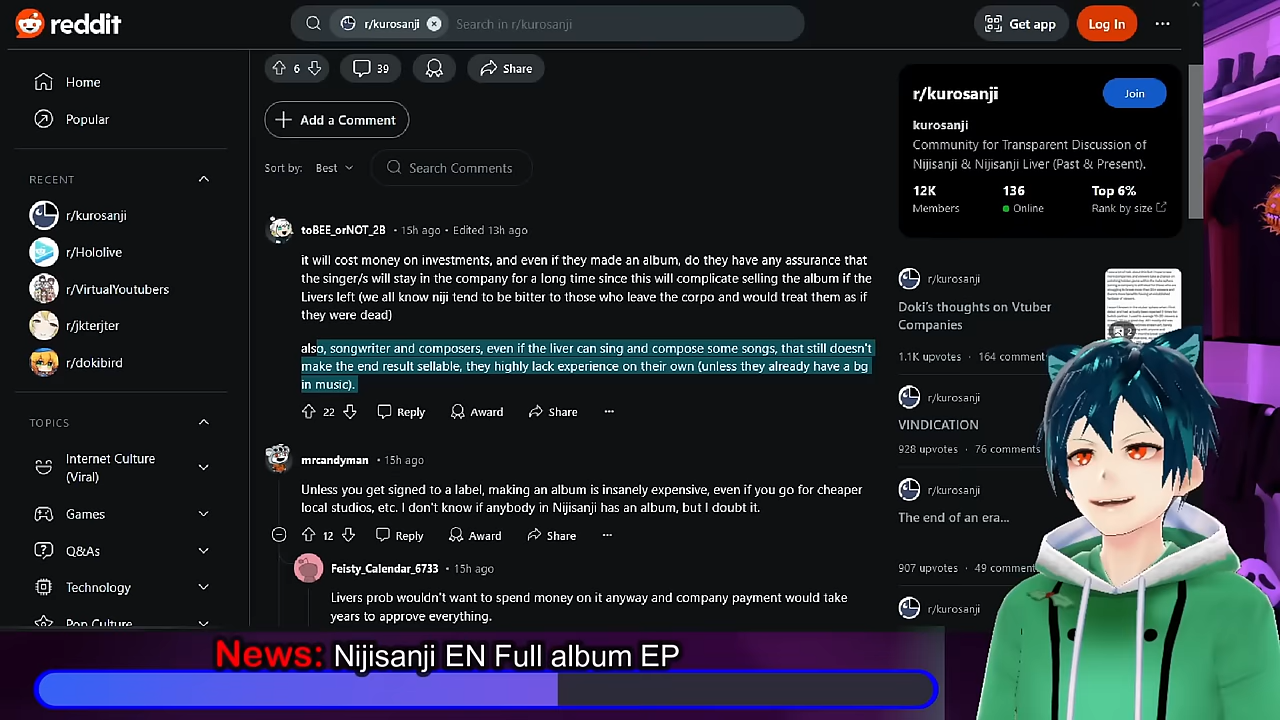 reddit
r/kurosanji
Search in r/kurosanji
Get app
Log In
Home
Popular
RECENT
r/kurosanji
r/Hololive
r/VirtualYoutubers
r/jkterjter
r/dokibird
TOPICS
Internet Culture
(Viral)
Games
Q&As
Technology
Pop Culture
6
39
Share
Add a Comment
Sort by:
Best
Search Comments
toBEE_orNOT_2B • 15h ago • Edited 13h ago
it will cost money on investments, and even if they made an album, do they have any assurance that
the singer/s will stay in the company for a long time since this will complicate selling the album if the
Livers leave (we all know how niji doesn't cater to those who leave the corpo and would treat them as if
they were dead)
also, songwriter and composers, even if the liver can sing and compose some songs, that still doesn't
make the end result sellable, they highly lack experience on their own (unless they already have a bg
in music).
22
Reply
Award
Share
mrcandyman • 15h ago
Unless you get signed to a label, making an album is insanely expensive, even if you go for cheaper
local studios, etc. I don't know if anybody in Nijisanji has an album, but I doubt it.
12
Reply
Award
Share
Feisty_Calendar_6733 • 15h ago
Livers prob wouldn't want to spend money on it anyway and company payment would take
years to approve everything.
r/kurosanji
Join
kurosanji
Community for Transparent Discussion of
Nijisanji & Nijisanji Liver (Past & Present).
12K
136
Top 6%
Members
Online
Rank by size
r/kurosanji
Doki's thoughts on Vtuber
Companies
1.1K upvotes · 164 comment
r/kurosanji
VINDICATION
928 upvotes · 76 comments
r/kurosanji
The end of an era...
907 upvotes · 49 comment
r/kurosanji
News: Nijisanji EN Full album EP